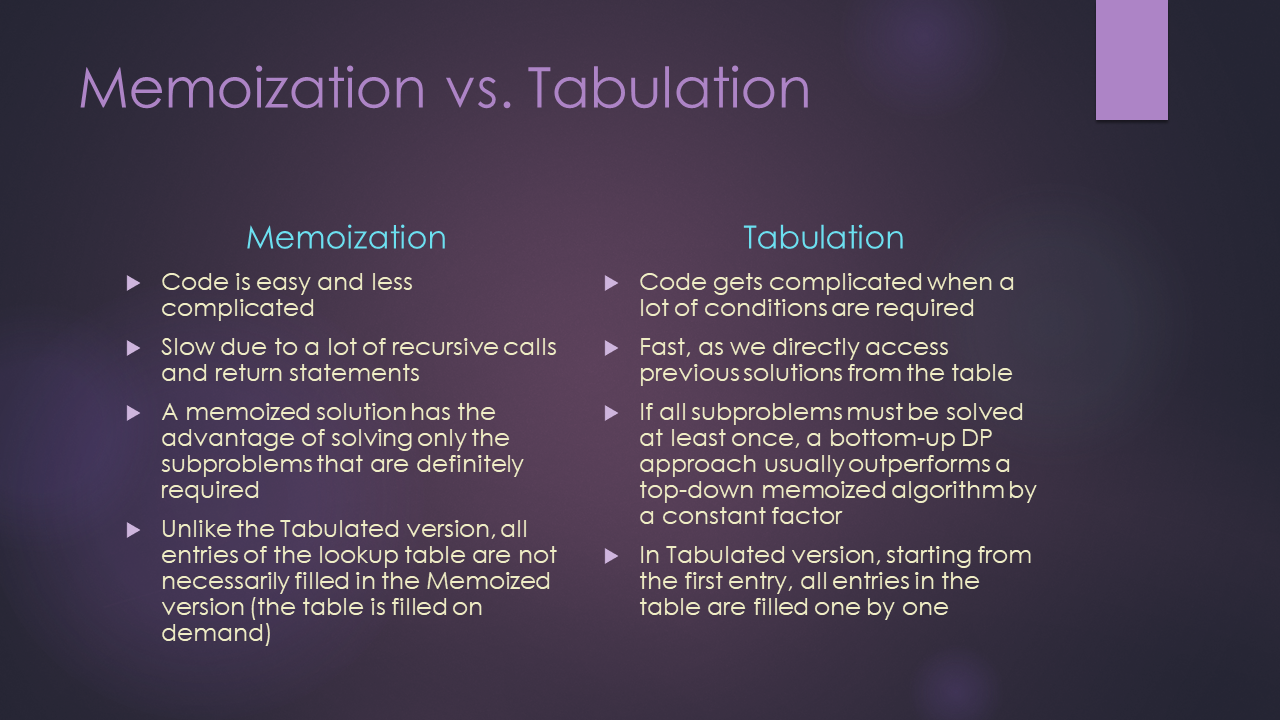 Memoization vs. Tabulation
Memoization
Code is easy and less
complicated
Slow due to a lot of recursive calls
and return statements
A memoized solution has the
advantage of solving only the
subproblems that are definitely
required
Unlike the Tabulated version, all
entries of the lookup table are not
necessarily filled in the Memoized
version (the table is filled on
demand)
Tabulation
Code gets complicated when a
lot of conditions are required
Fast, as we directly access
previous solutions from the table
If all subproblems must be solved
at least once, a bottom-up DP
approach usually outperforms a
top-down memoized algorithm by
a constant factor
In Tabulated version, starting from
the first entry, all entries in the
table are filled one by one